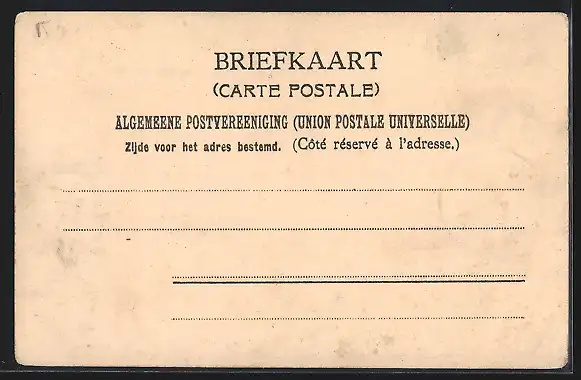 BRIEFKAART
(CARTE POSTALE)
ALGEMEENE POSTVEREENIGING (UNION POSTALE UNIVERSELLE)
Zijde voor het adres bestemd. (Côté réservé à l'adresse.)